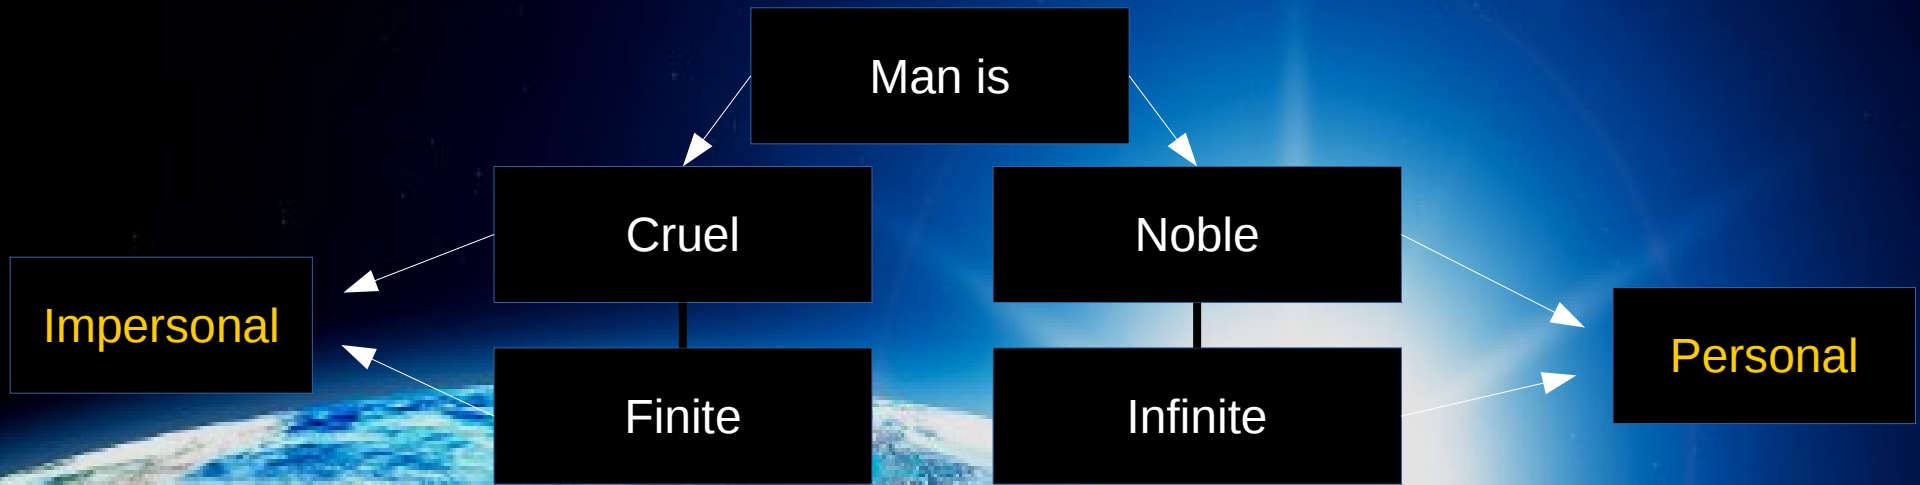 Man is
Cruel
Noble
Impersonal
Personal
Finite
Infinite